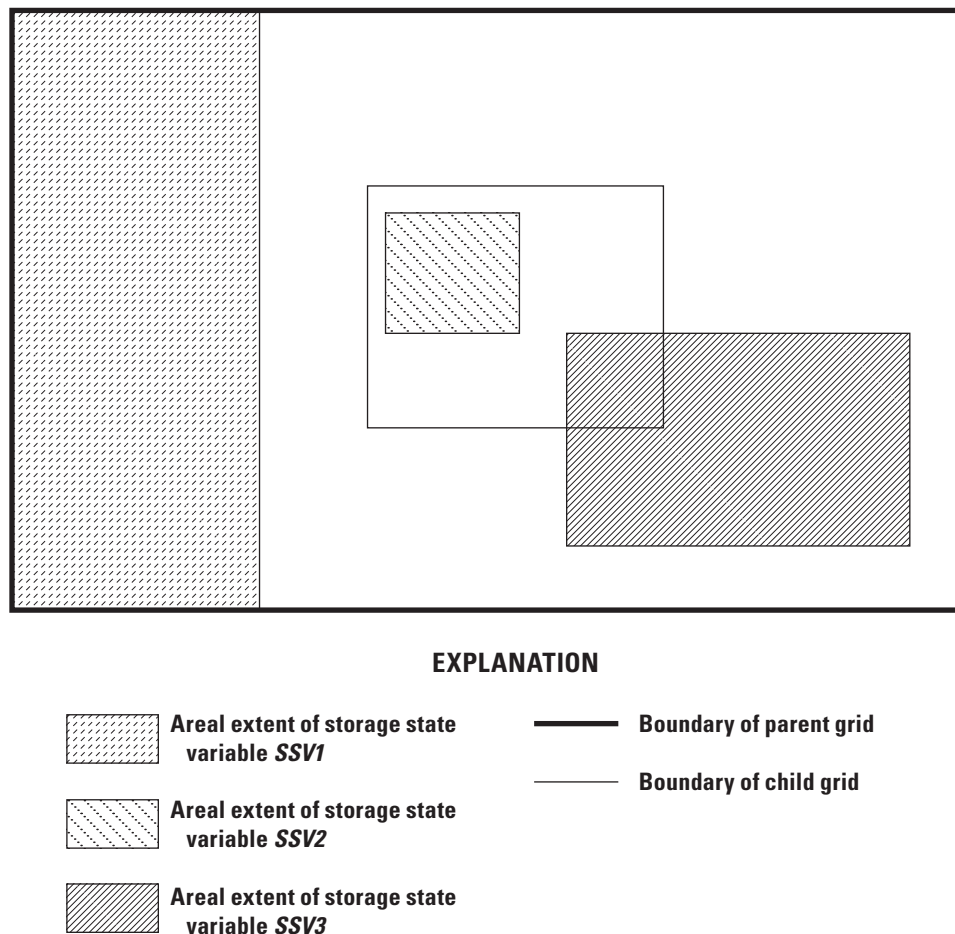 EXPLANATION
Areal extent of storage state
variable SSV1
Areal extent of storage state
variable SSV2
Areal extent of storage state
variable SSV3
Boundary of parent grid
Boundary of child grid